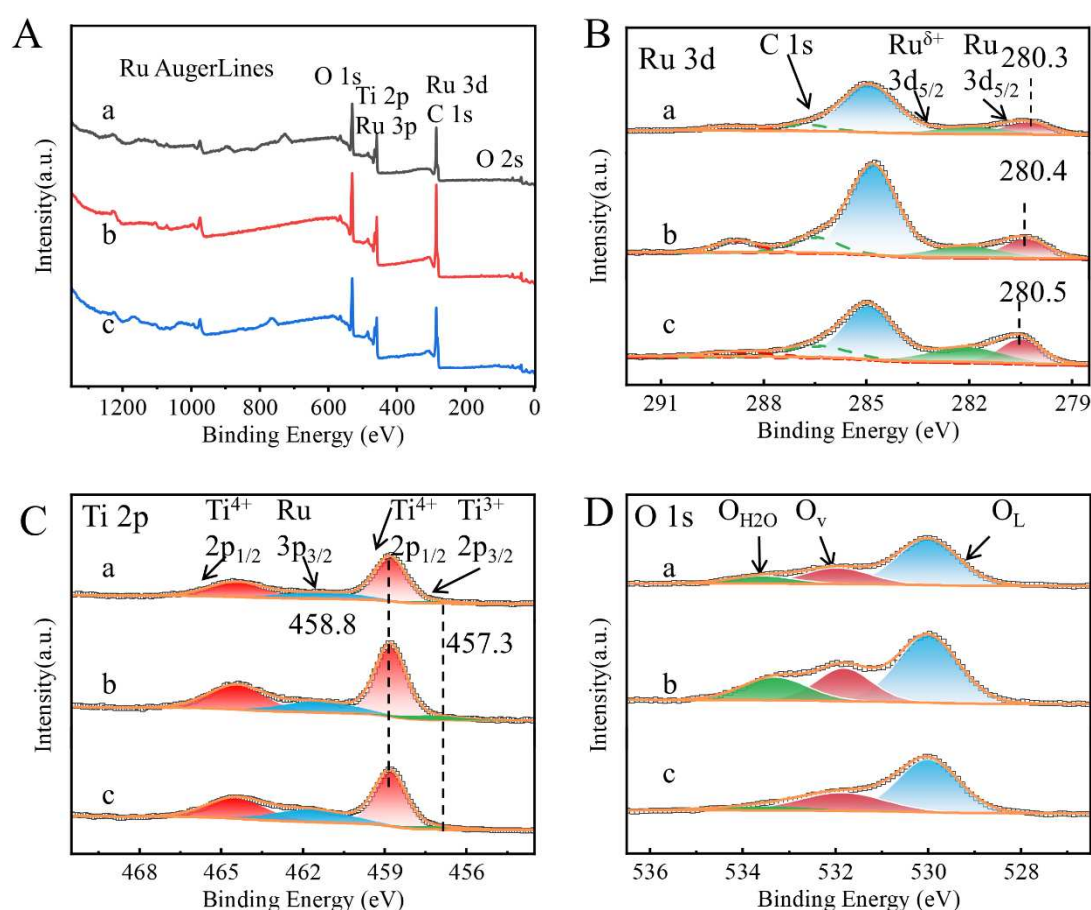 A
Ru AugerLines
O 1s
Ti 2p
Ru 3p
Ru 3d
C 1s
O 2s
a
b
c
Intensity(a.u.)
1200 1000 800 600 400 200 0
Binding Energy (eV)
B
Ru 3d
C 1s
Ruδ+
3d5/2
Ru
3d5/2
280.3
a
280.4
b
280.5
c
Intensity(a.u.)
291 288 285 282 279
Binding Energy (eV)
C
Ti 2p
Ti4+
2p1/2
Ru
3p3/2
Ti4+
2p1/2
Ti3+
2p3/2
a
458.8
457.3
b
c
Intensity(a.u.)
468 465 462 459 456
Binding Energy (eV)
D
O 1s
OH2O
Ov
OL
a
b
c
Intensity(a.u.)
536 534 532 530 528
Binding Energy (eV)